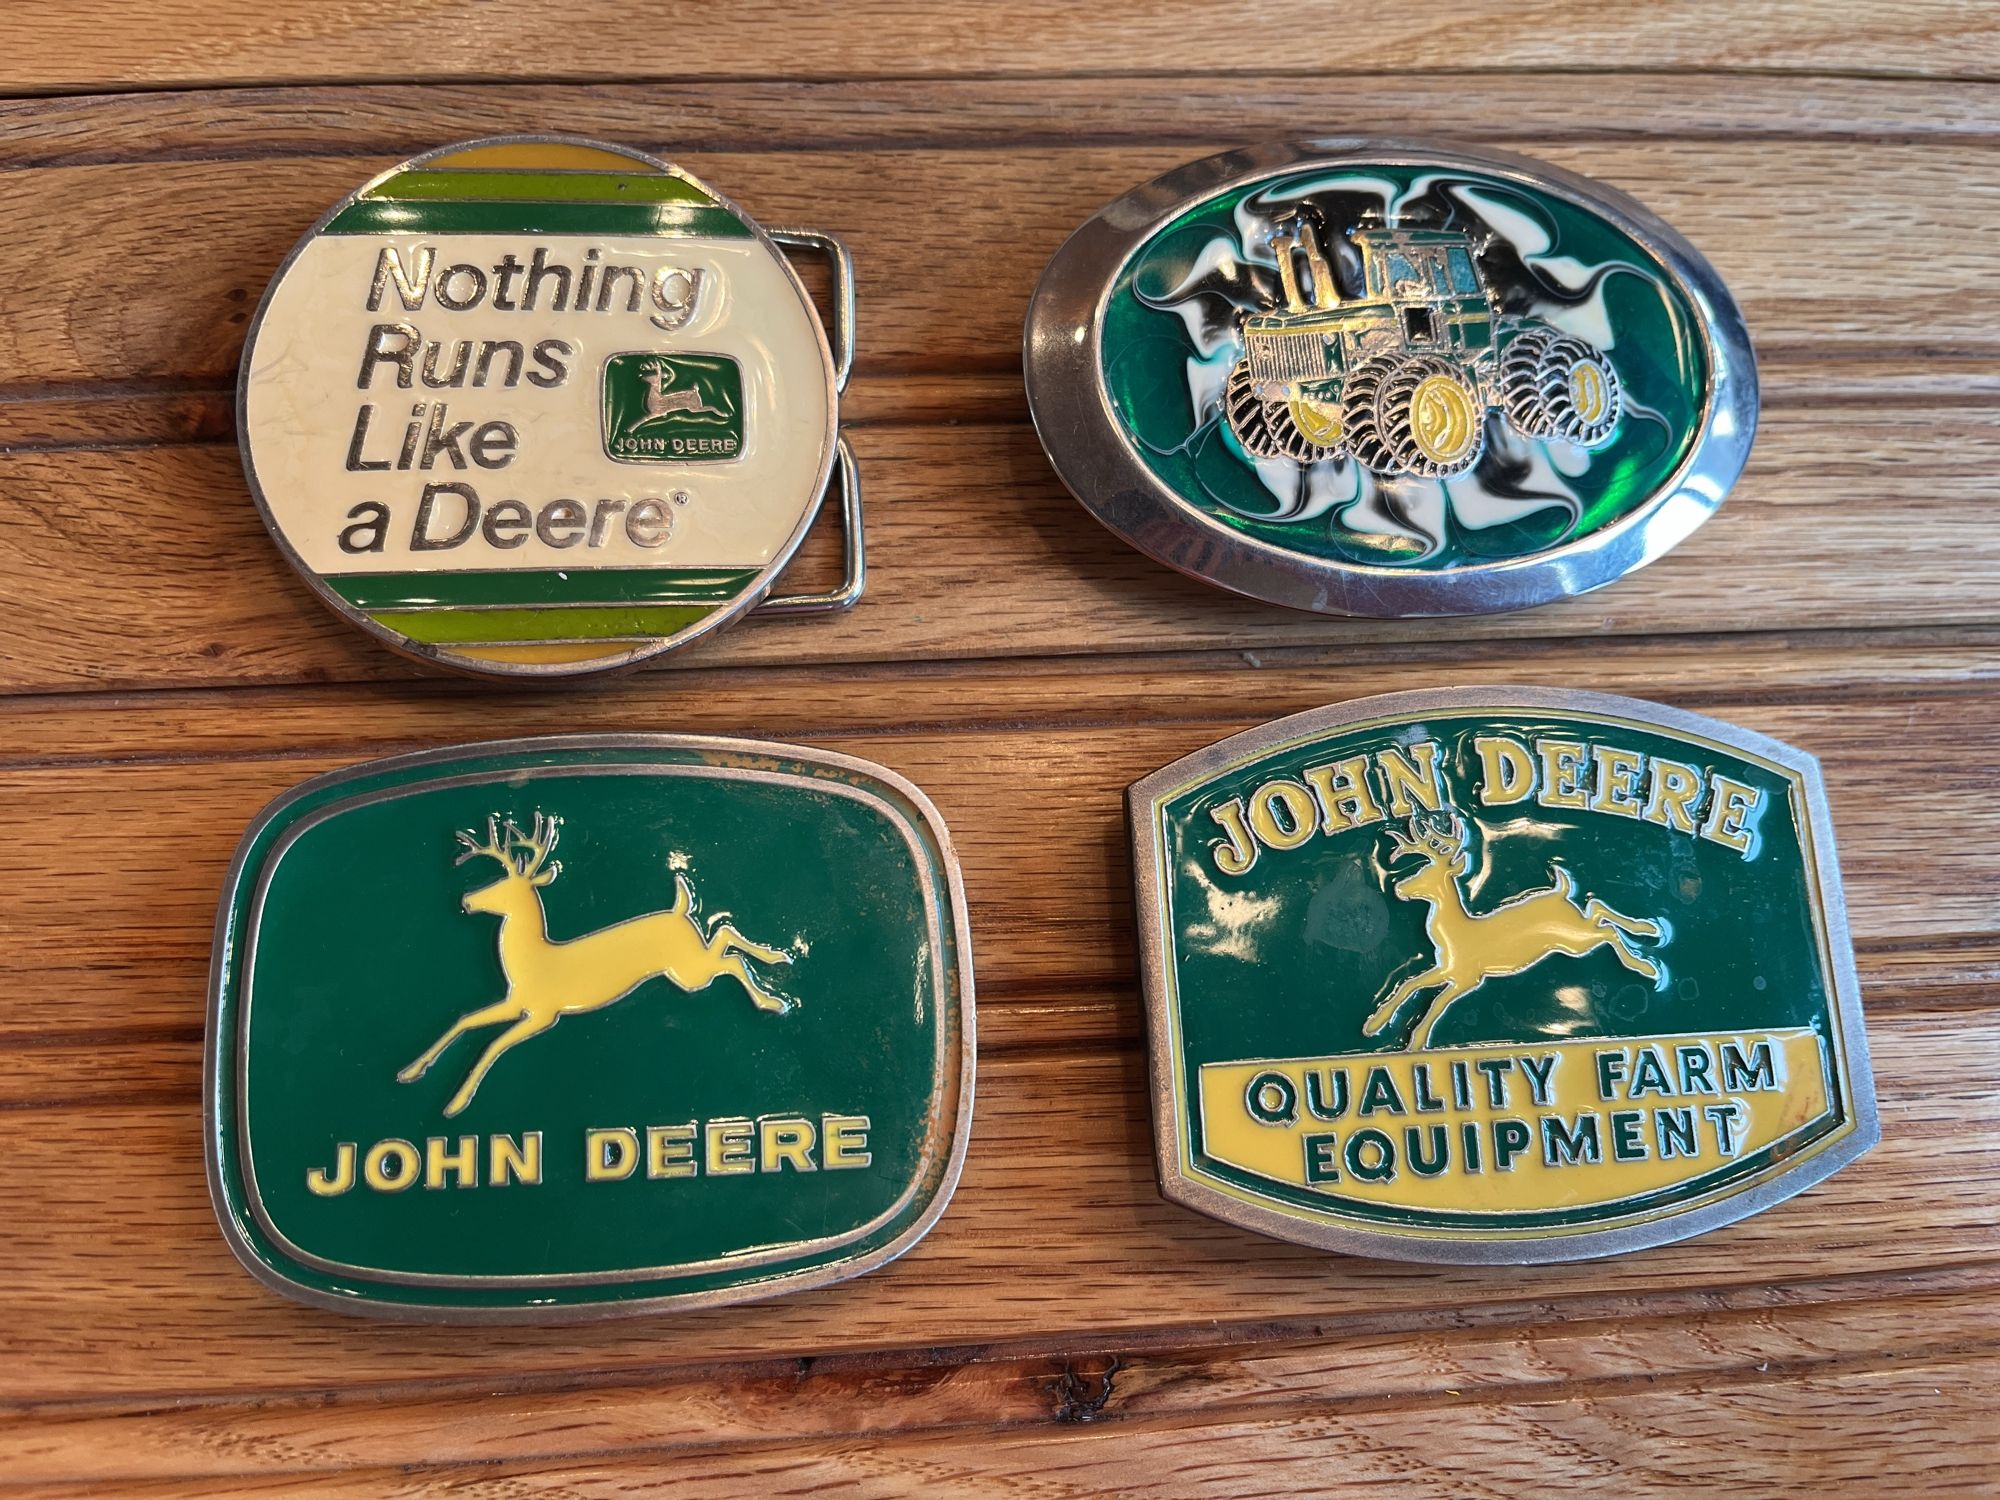 Nothing
Runs
Like
a Deere®
JOHN DEERE
JOHN DEERE
JOHN DEERE
QUALITY FARM
EQUIPMENT